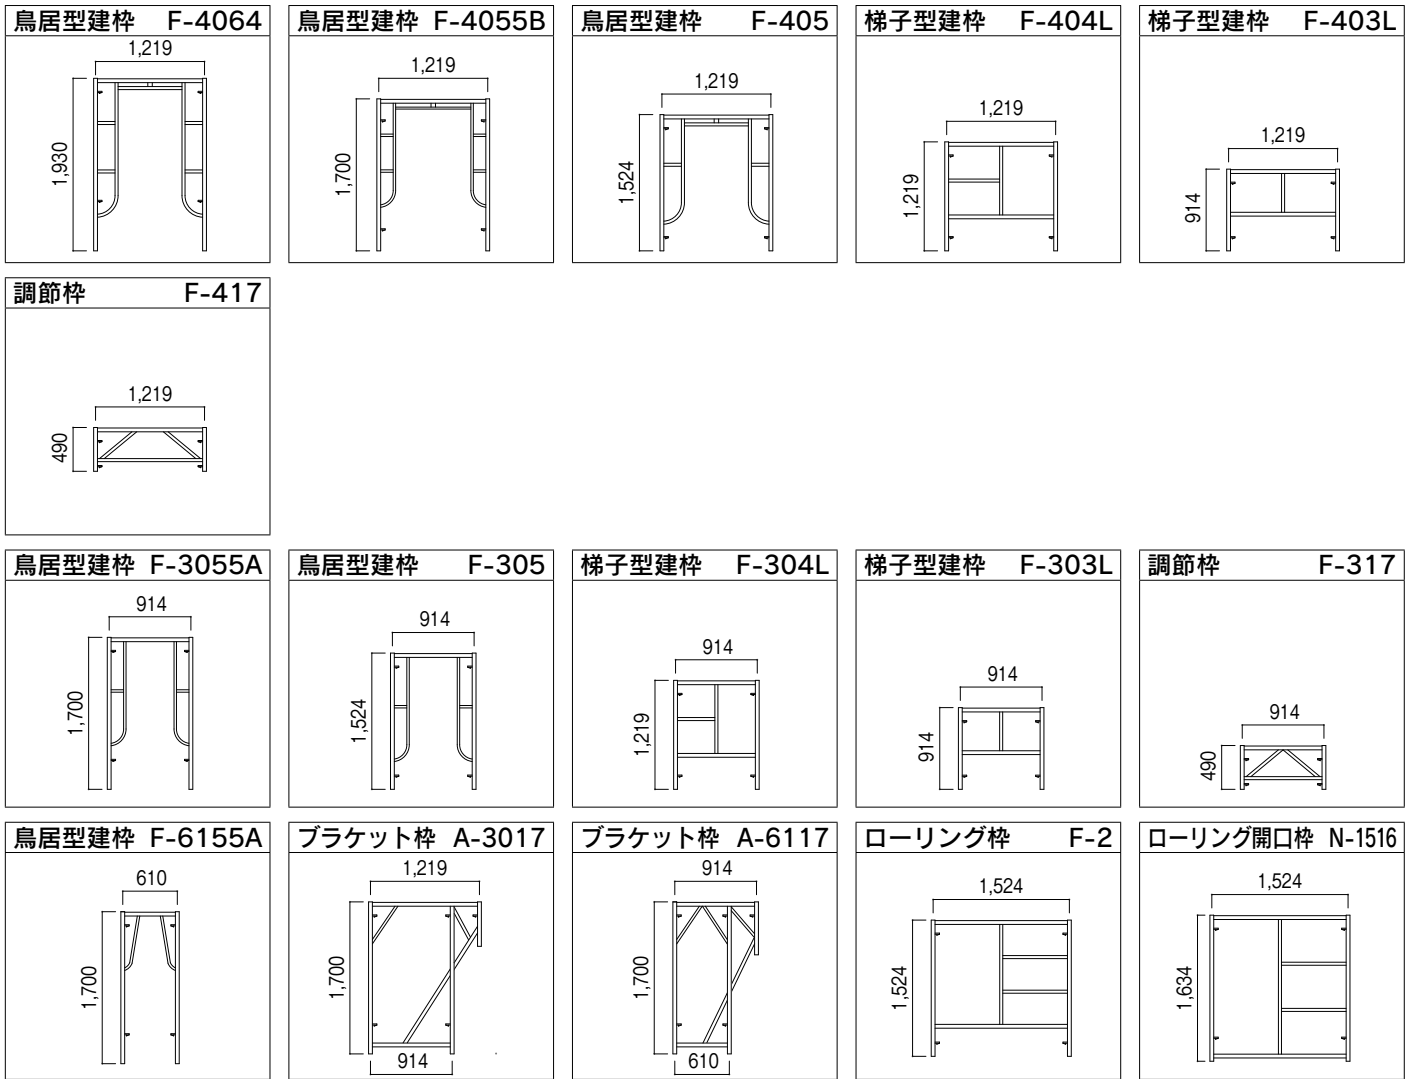 鳥居型建枠 F-4064
1,219
1,930
鳥居型建枠 F-4055B
1,219
1,700
鳥居型建枠 F-405
1,219
1,524
梯子型建枠 F-404L
1,219
1,219
梯子型建枠 F-403L
1,219
914
調節枠 F-417
1,219
490
鳥居型建枠 F-3055A
914
1,700
鳥居型建枠 F-305
914
1,524
梯子型建枠 F-304L
914
1,219
梯子型建枠 F-303L
914
914
調節枠 F-317
914
490
鳥居型建枠 F-6155A
610
1,700
ブラケット枠 A-3017
1,219
1,700
914
ブラケット枠 A-6117
914
1,700
610
ローリング枠 F-2
1,524
1,524
ローリング開口枠 N-1516
1,524
1,634